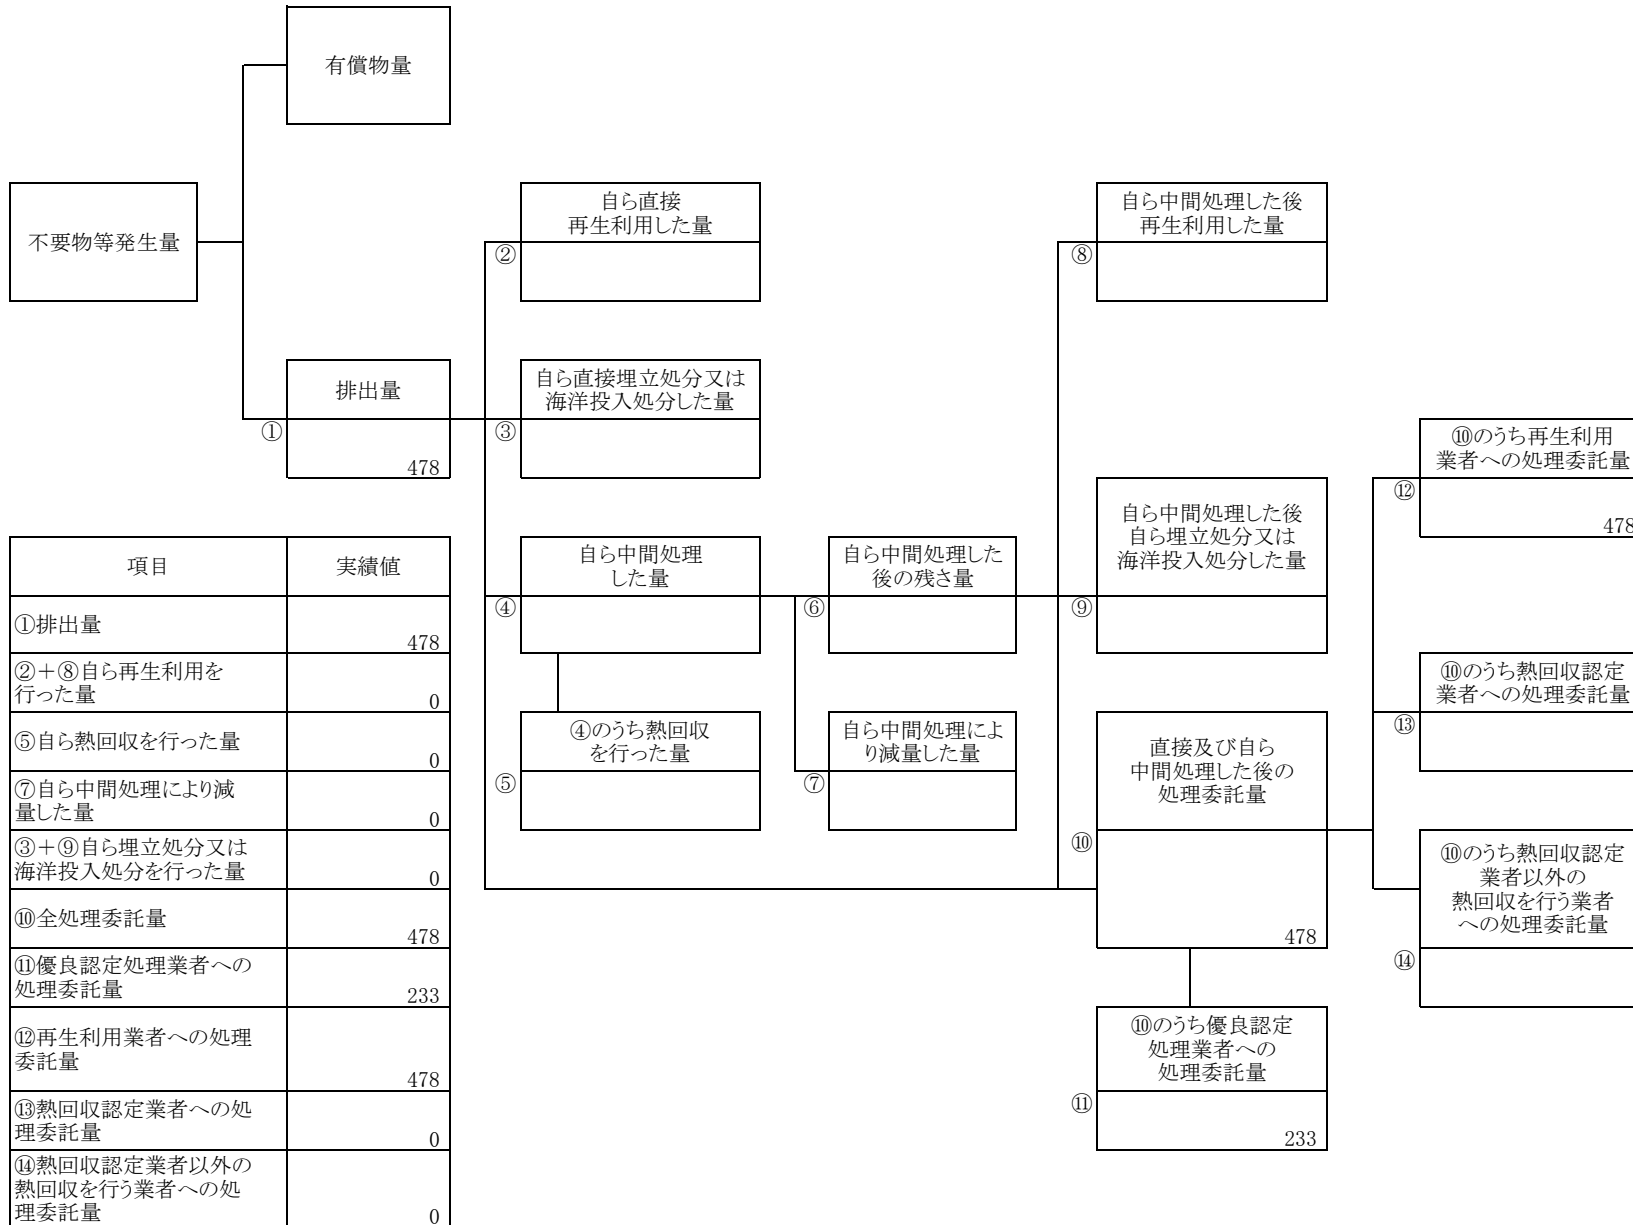 有償物量
不要物等発生量
自ら直接
再生利用した量
②
自ら中間処理した後
再生利用した量
⑧
排出量
①
478
自ら直接埋立処分又は
海洋投入処分した量
③
⑩のうち再生利用
業者への処理委託量
⑫
478
自ら中間処理
した量
④
自ら中間処理した
後の残さ量
⑥
自ら中間処理した後
自ら埋立処分又は
海洋投入処分した量
⑨
⑩のうち熱回収認定
業者への処理委託量
⑬
④のうち熱回収
を行った量
⑤
自ら中間処理によ
り減量した量
⑦
直接及び自ら
中間処理した後の
処理委託量
⑩
478
⑩のうち熱回収認定
業者以外の
熱回収を行う業者
への処理委託量
⑭
⑩のうち優良認定
処理業者への
処理委託量
⑪
233
項目 実績値
①排出量
478
②＋⑧自ら再生利用を
行った量
0
⑤自ら熱回収を行った量
0
⑦自ら中間処理により減
量した量
0
③＋⑨自ら埋立処分又は
海洋投入処分を行った量
0
⑩全処理委託量
478
⑪優良認定処理業者への
処理委託量
233
⑫再生利用業者への処理
委託量
478
⑬熱回収認定業者への処
理委託量
0
⑭熱回収認定業者以外の
熱回収を行う業者への処
理委託量
0